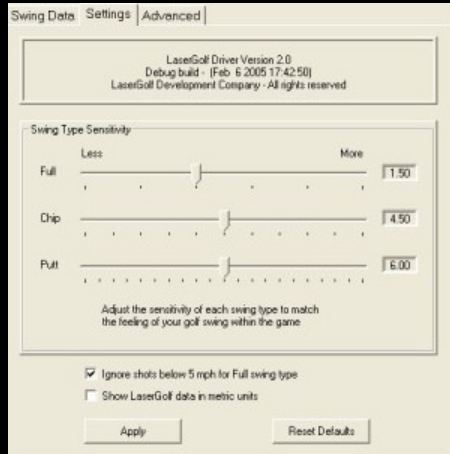 Swing Data Settings Advanced
LaserGolf Driver Version 2.0
Debug build - (Feb 6 2005 17:42:50)
LaserGolf Development Company - All rights reserved
Swing Type Sensitivity
Less More
Full 1.50
Chip 4.50
Putt 6.00
Adjust the sensitivity of each swing type to match
the feeling of your golf swing within the game
Ignore shots below 5 mph for Full swing type
Show LaserGolf data in metric units
Apply Reset Defaults